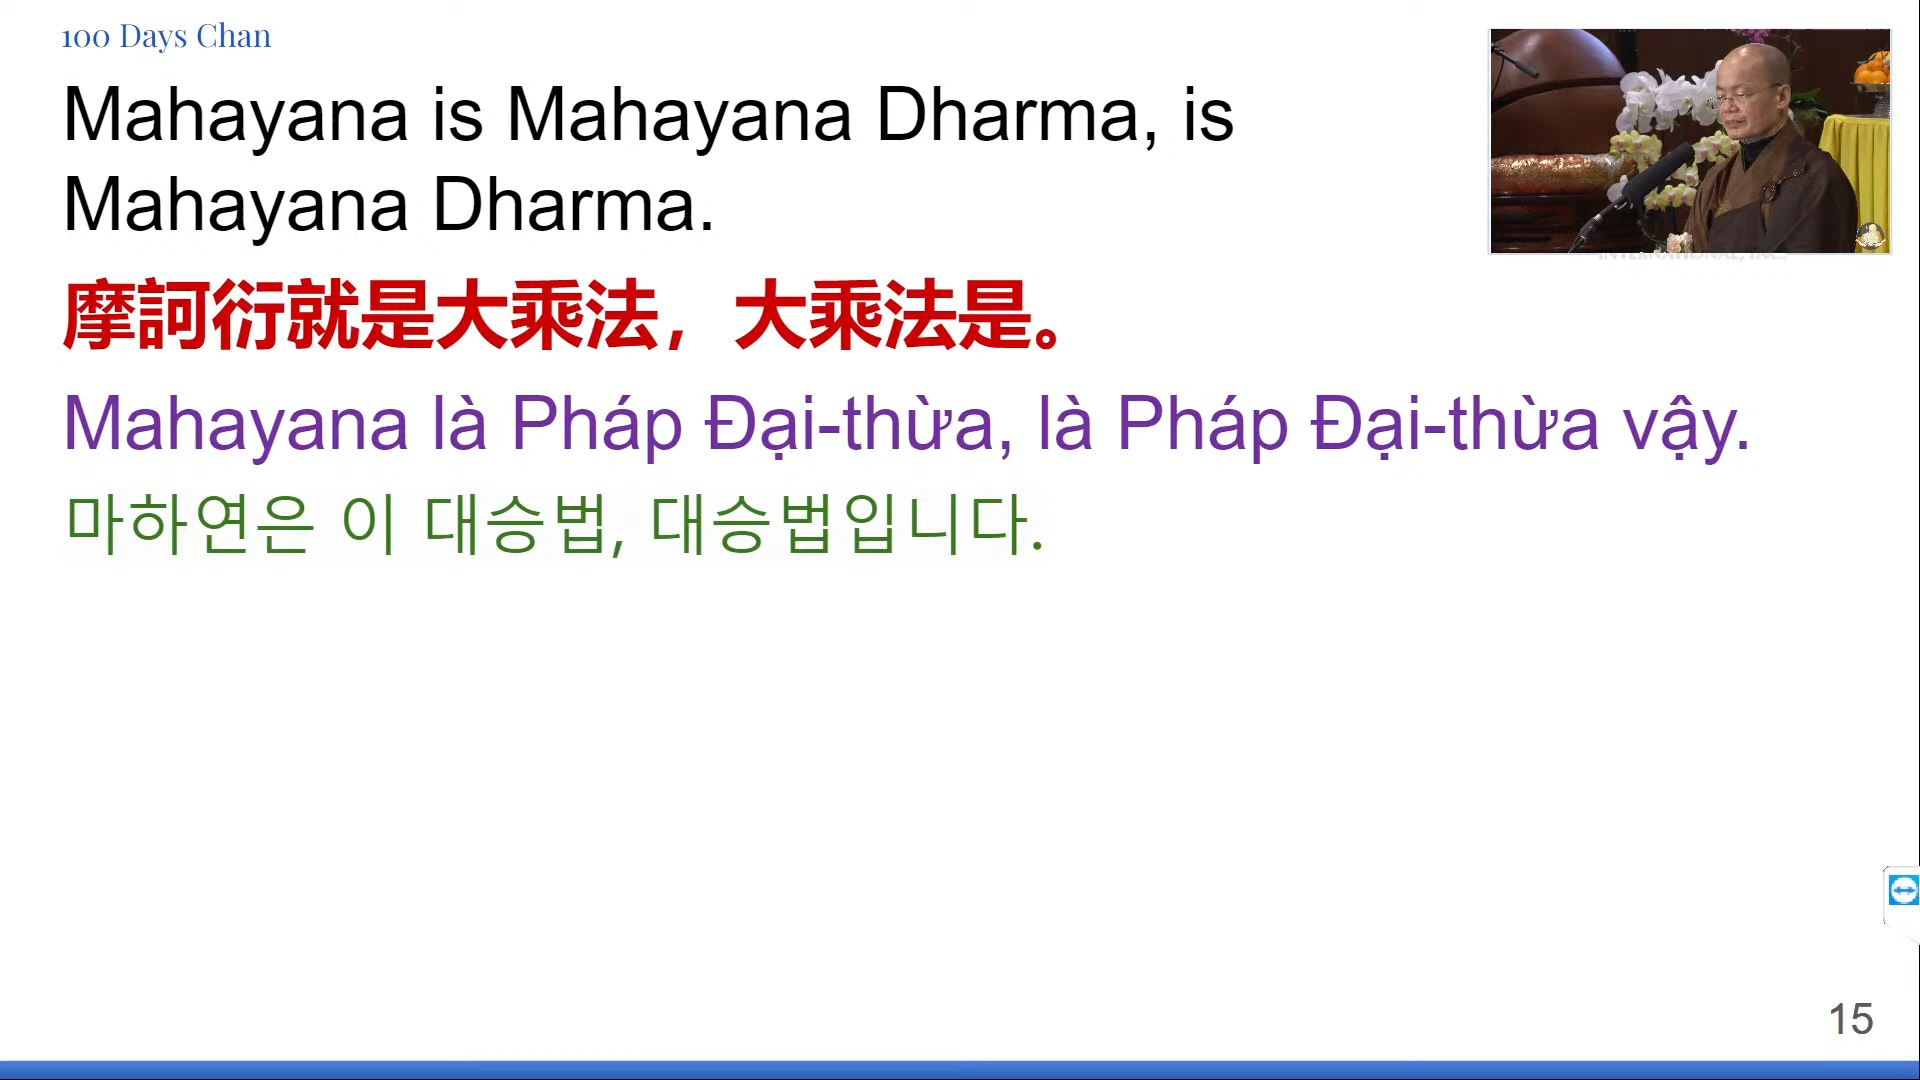 100 Days Chan
Mahayana is Mahayana Dharma, is
Mahayana Dharma.
摩訶衍就是大乘法，大乘法是。
Mahayana là Pháp Đại-thừa, là Pháp Đại-thừa vậy.
마하연은 이 대승법, 대승법입니다.
15